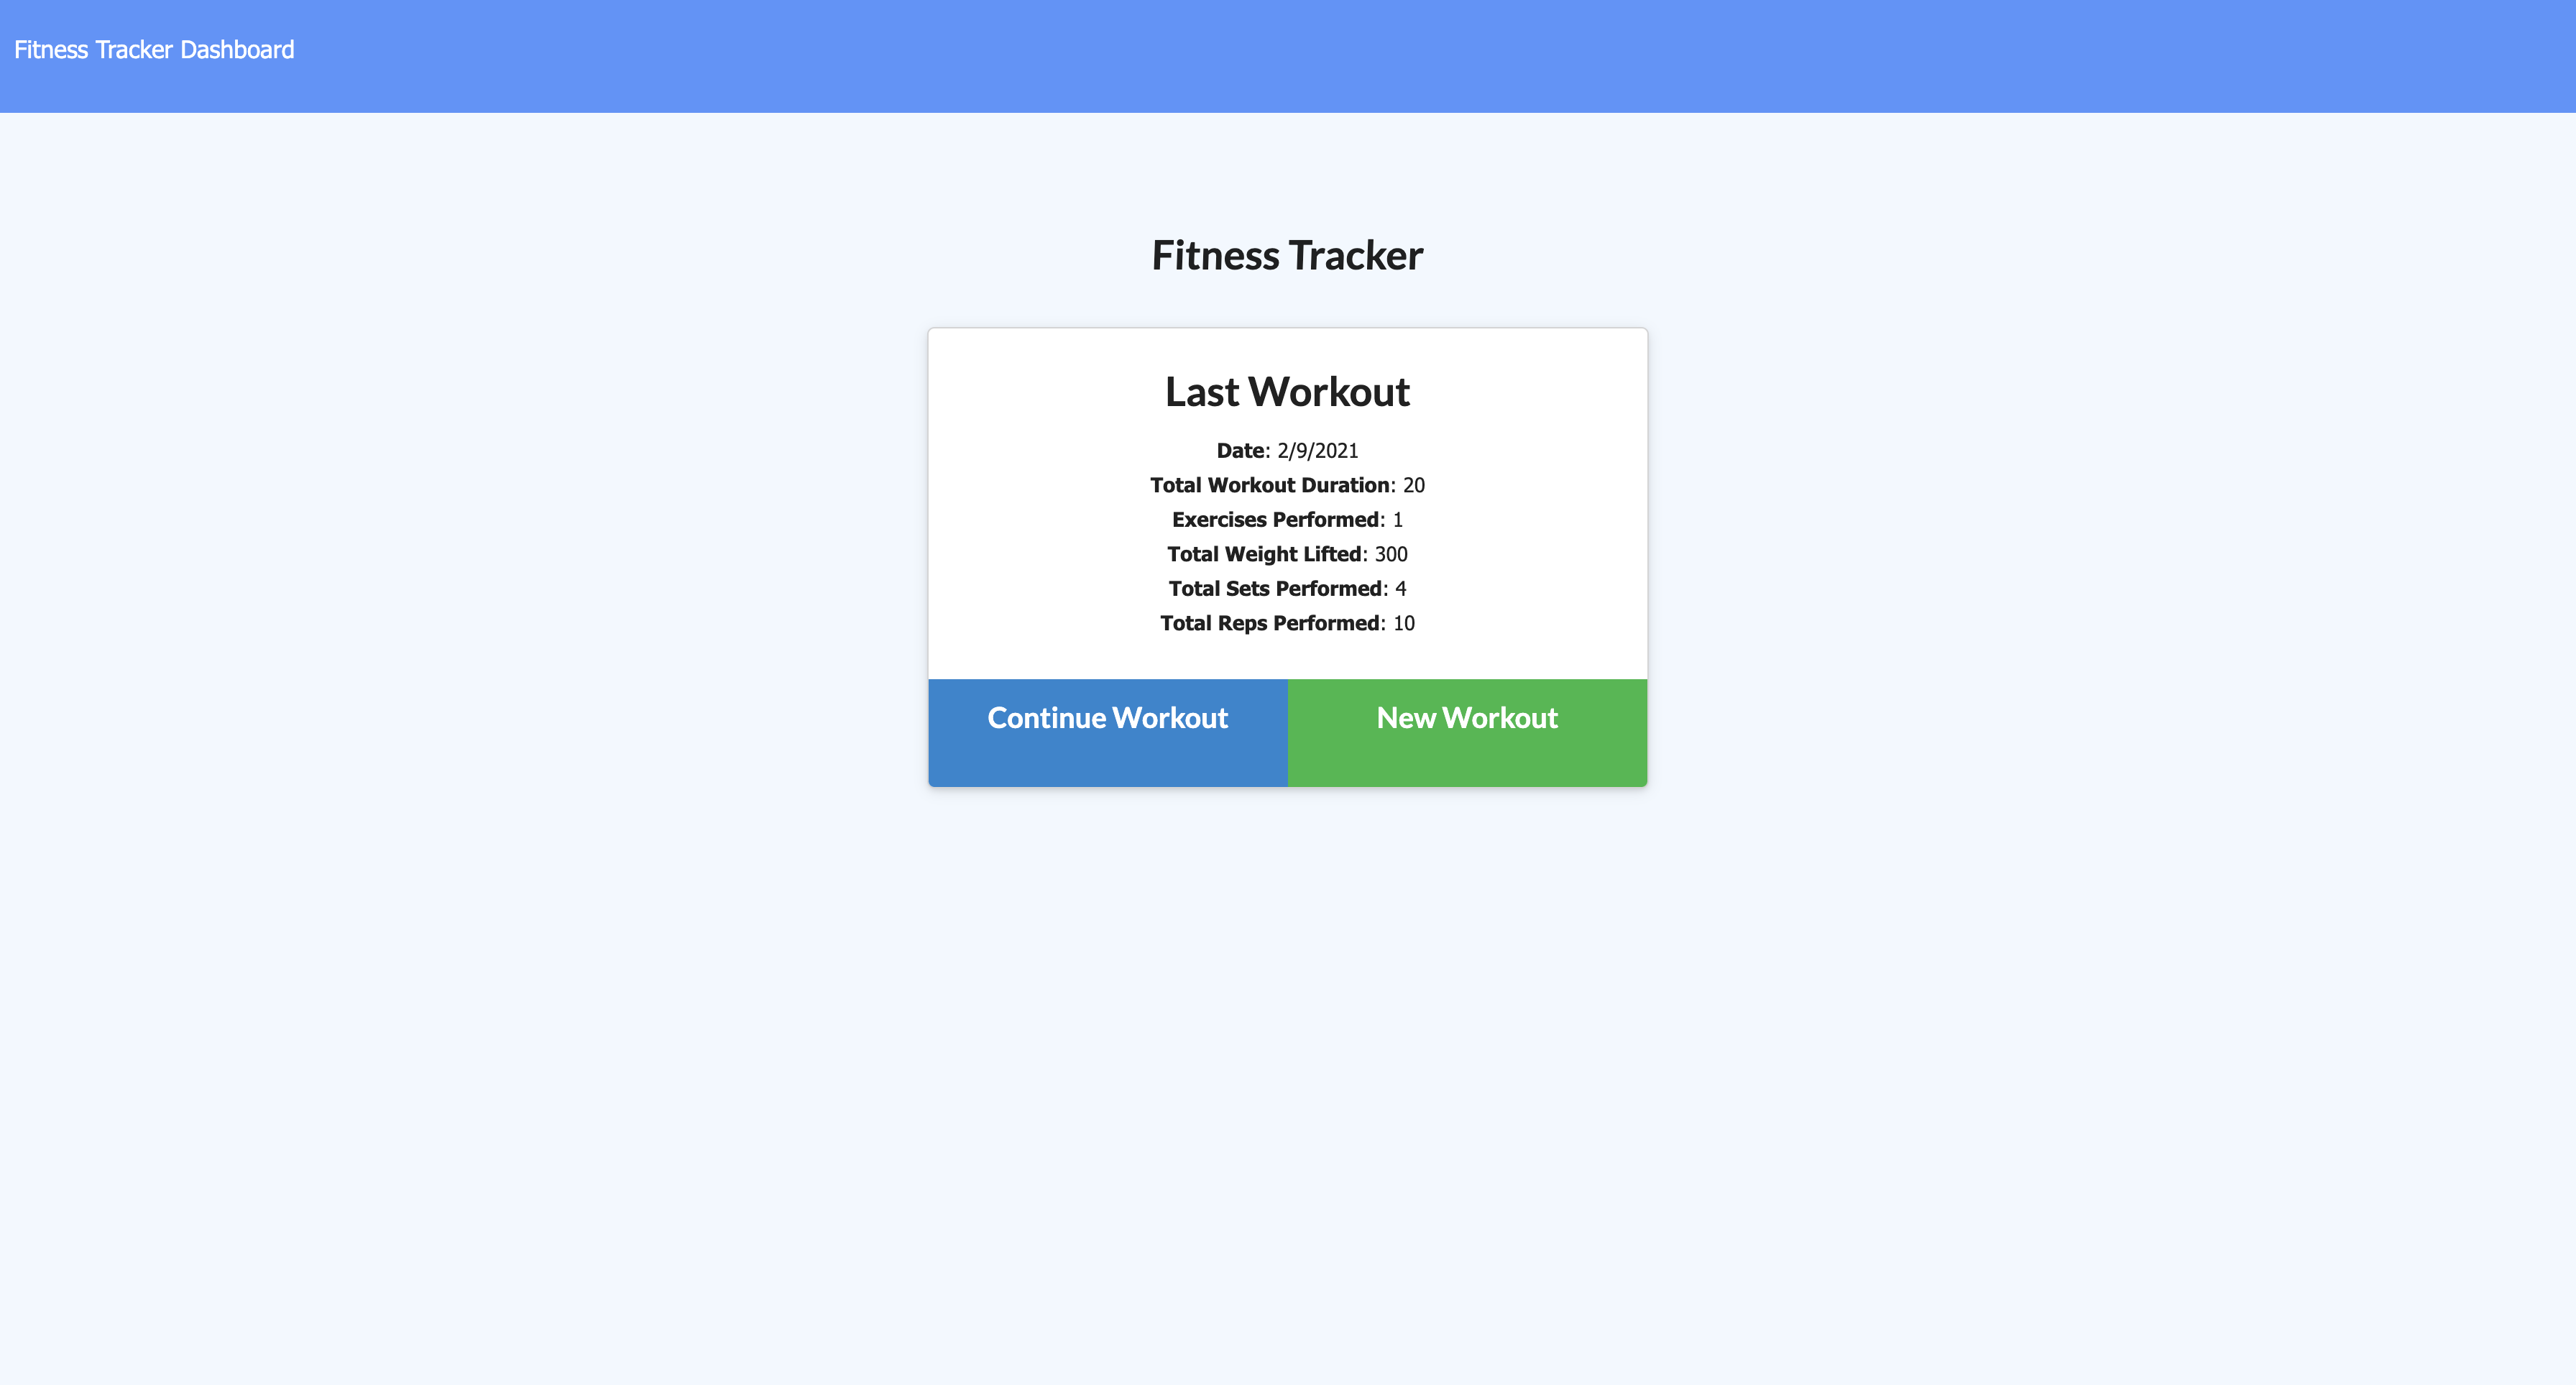 Fitness Tracker Dashboard
Fitness Tracker
Last Workout
Date: 2/9/2021
Total Workout Duration: 20
Exercises Performed: 1
Total Weight Lifted: 300
Total Sets Performed: 4
Total Reps Performed: 10
Continue Workout New Workout